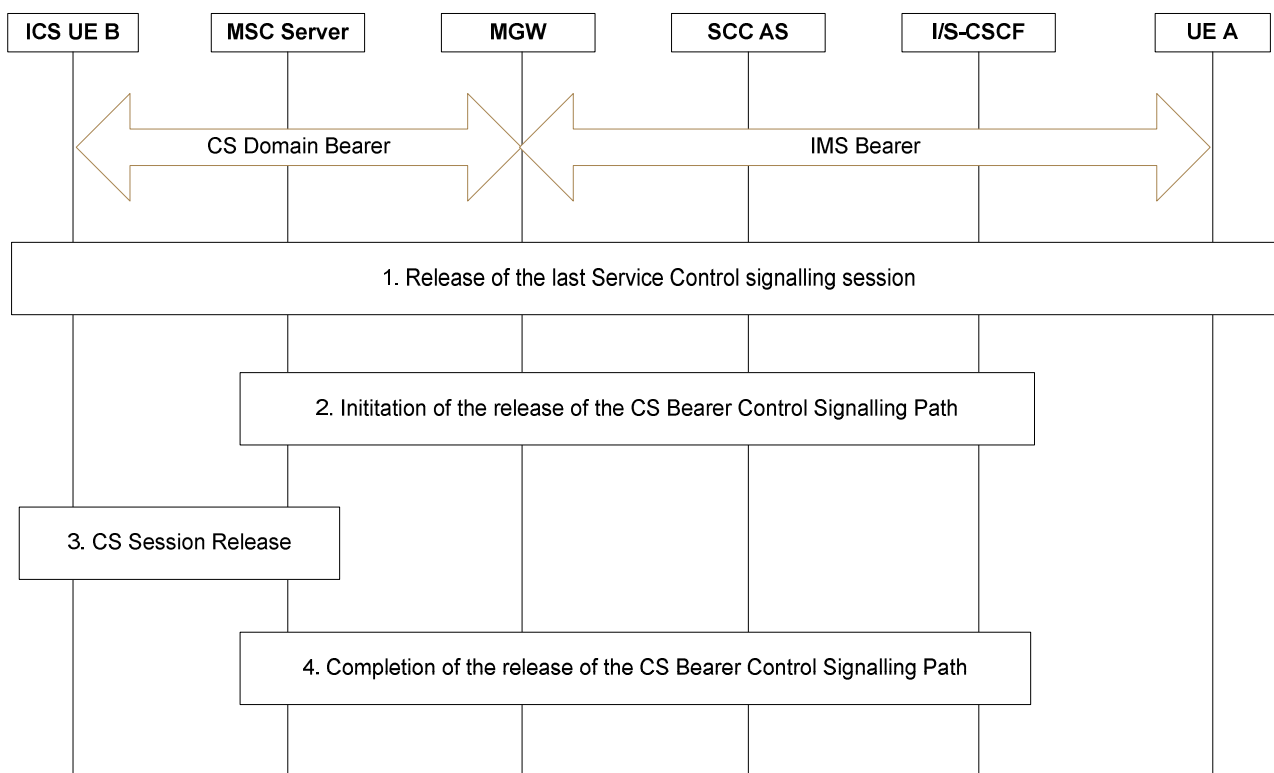 ICS UE B
MSC Server
MGW
SCC AS
I/S-CSCF
UE A
CS Domain Bearer
IMS Bearer
1. Release of the last Service Control signalling session
2. Inititation of the release of the CS Bearer Control Signalling Path
3. CS Session Release
4. Completion of the release of the CS Bearer Control Signalling Path